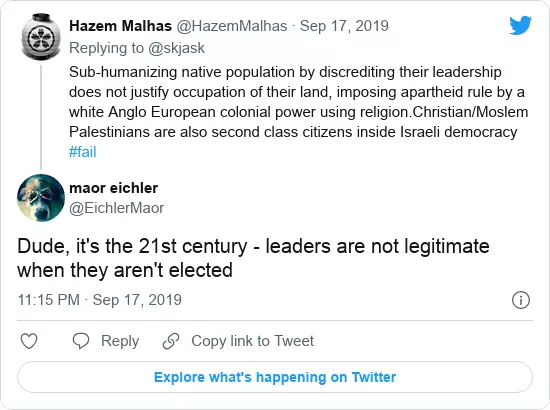 Hazem Malhas @HazemMalhas · Sep 17, 2019
Replying to @skjask
Sub-humanizing native population by discrediting their leadership
does not justify occupation of their land, imposing apartheid rule by a
white Anglo European colonial power using religion.Christian/Moslem
Palestinians are also second class citizens inside Israeli democracy
#fail
maor eichler
@EichlerMaor
Dude, it's the 21st century - leaders are not legitimate
when they aren't elected
11:15 PM · Sep 17, 2019
Reply Copy link to Tweet
Explore what's happening on Twitter